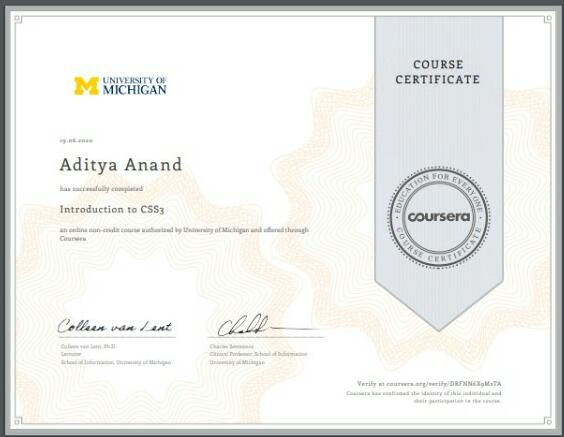 UNIVERSITY OF
MICHIGAN
COURSE
CERTIFICATE
19.06.2020
Aditya Anand
has successfully completed
Introduction to CSS3
an online non-credit course authorized by University of Michigan and offered through
Coursera
EDUCATION FOR EVERYONE
coursera
COURSE CERTIFICATE
Colleen van Lent
Colleen van Lent, Ph.D.
Lecturer
School of Information, University of Michigan
Charles Severance
Clinical Professor, School of Information
University of Michigan
Verify at coursera.org/verify/
Coursera has confirmed the identity of this individual and
their participation in the course.